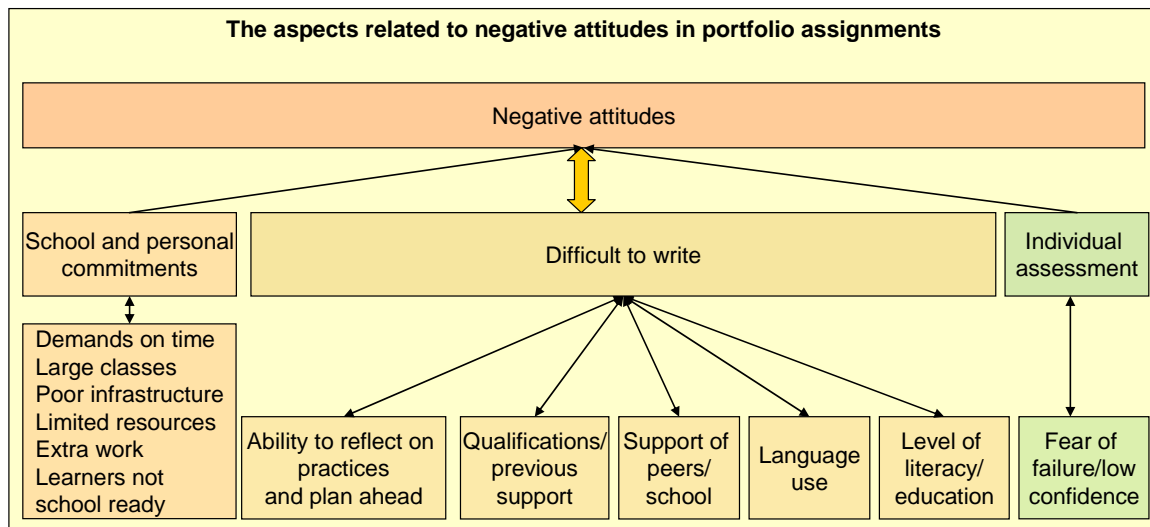 The aspects related to negative attitudes in portfolio assignments
Negative attitudes
School and personal
commitments
Difficult to write
Individual
assessment
Demands on time
Large classes
Poor infrastructure
Limited resources
Extra work
Learners not
school ready
Ability to reflect on
practices
and plan ahead
Qualifications/
previous
support
Support of
peers/
school
Language
use
Level of
literacy/
education
Fear of
failure/low
confidence